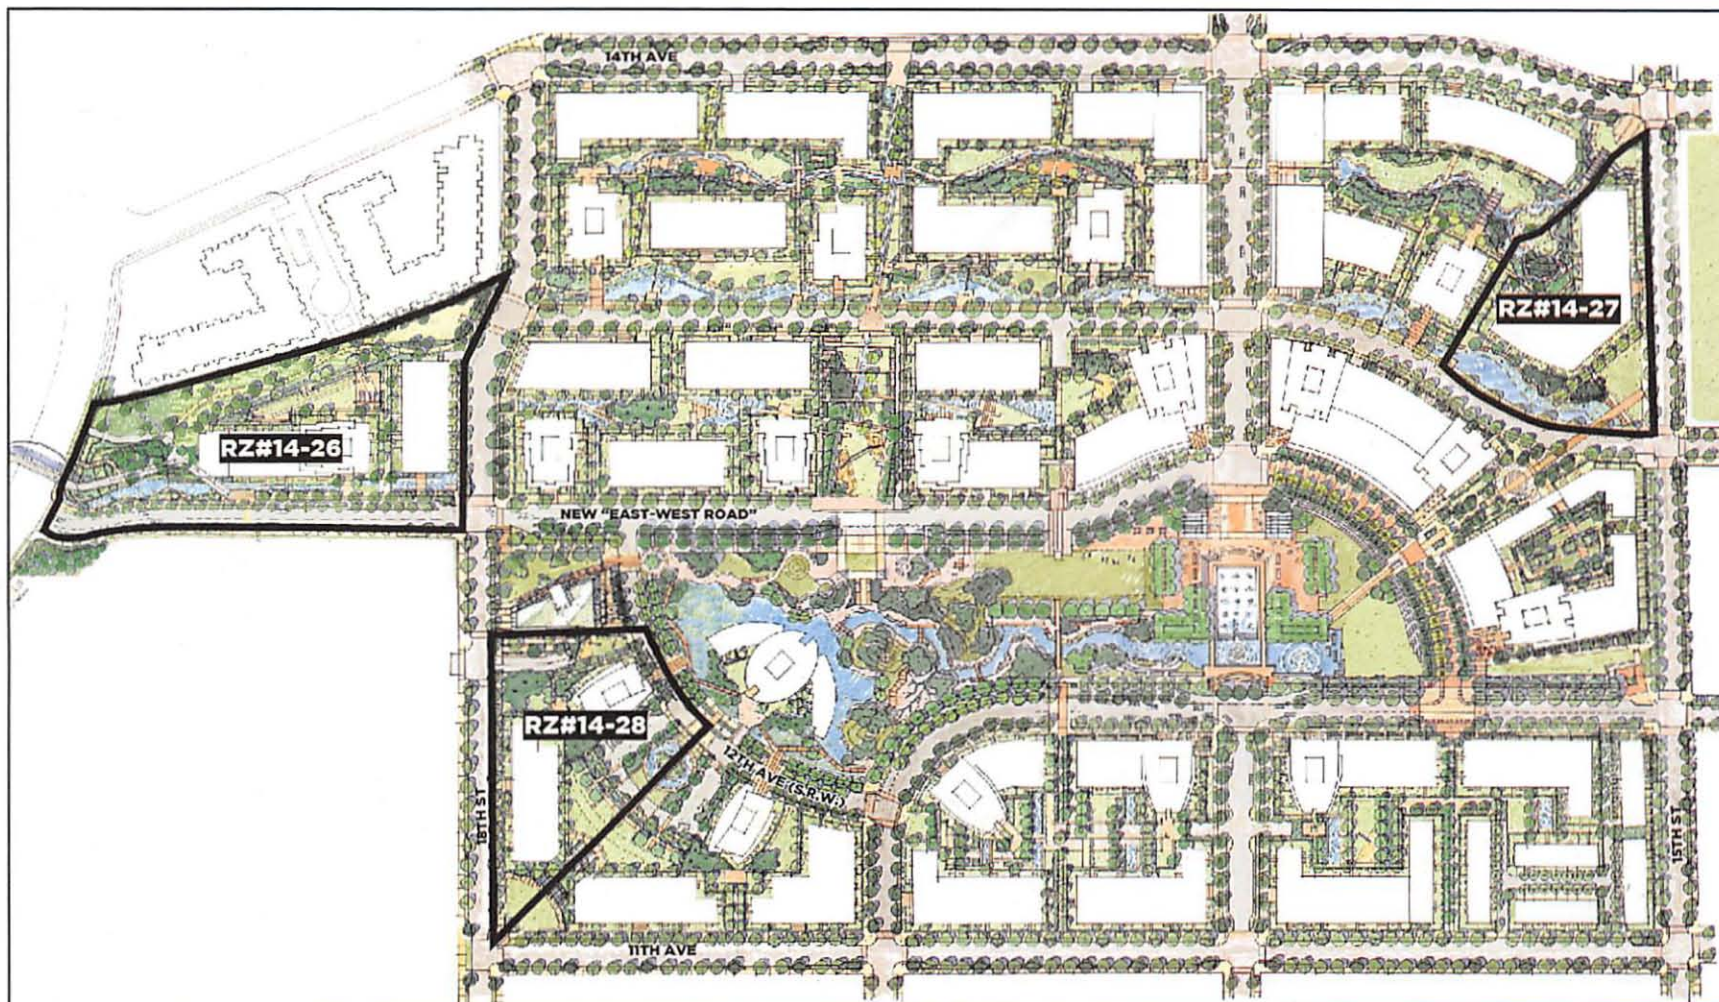 14TH AVE
RZ#14-27
RZ#14-26
NEW "EAST-WEST ROAD"
RZ#14-28
12TH AVE (S.R.W.)
18TH ST
15TH ST
11TH AVE